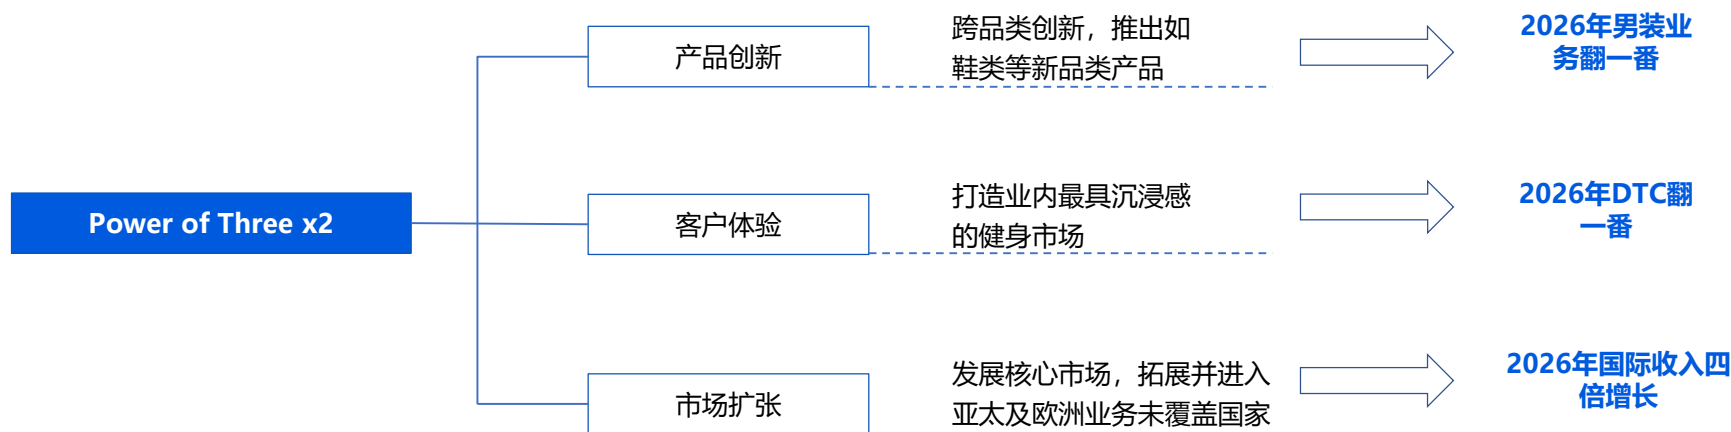 Power of Three x2
产品创新
跨品类创新，推出如
鞋类等新品类产品
2026年男装业
务翻一番
客户体验
打造业内最具沉浸感
的健身市场
2026年DTC翻
一番
市场扩张
发展核心市场，拓展并进入
亚太及欧洲业务未覆盖国家
2026年国际收入四
倍增长